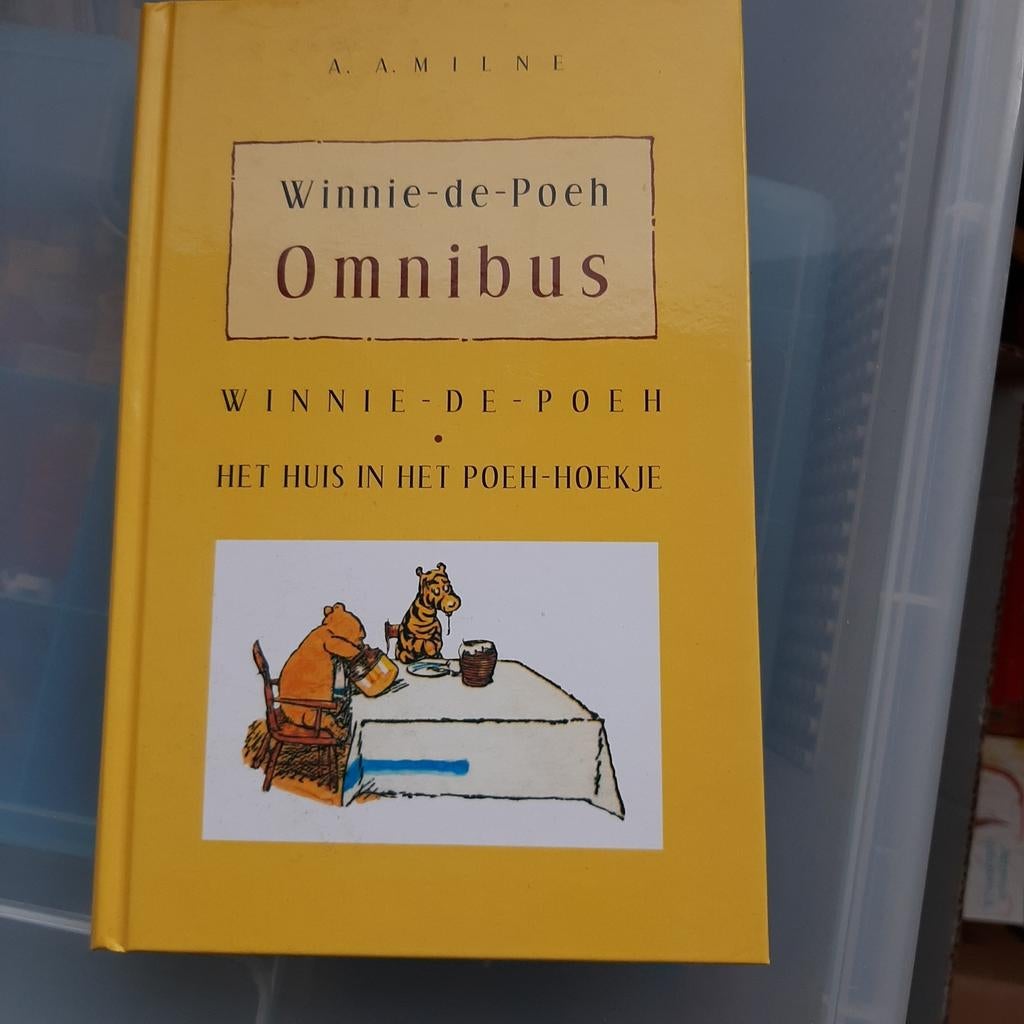 A. A. MILNE
Winnie-de-Poeh
Omnibus
WINNIE-DE-POEH
•
HET HUIS IN HET POEH-HOEKJE